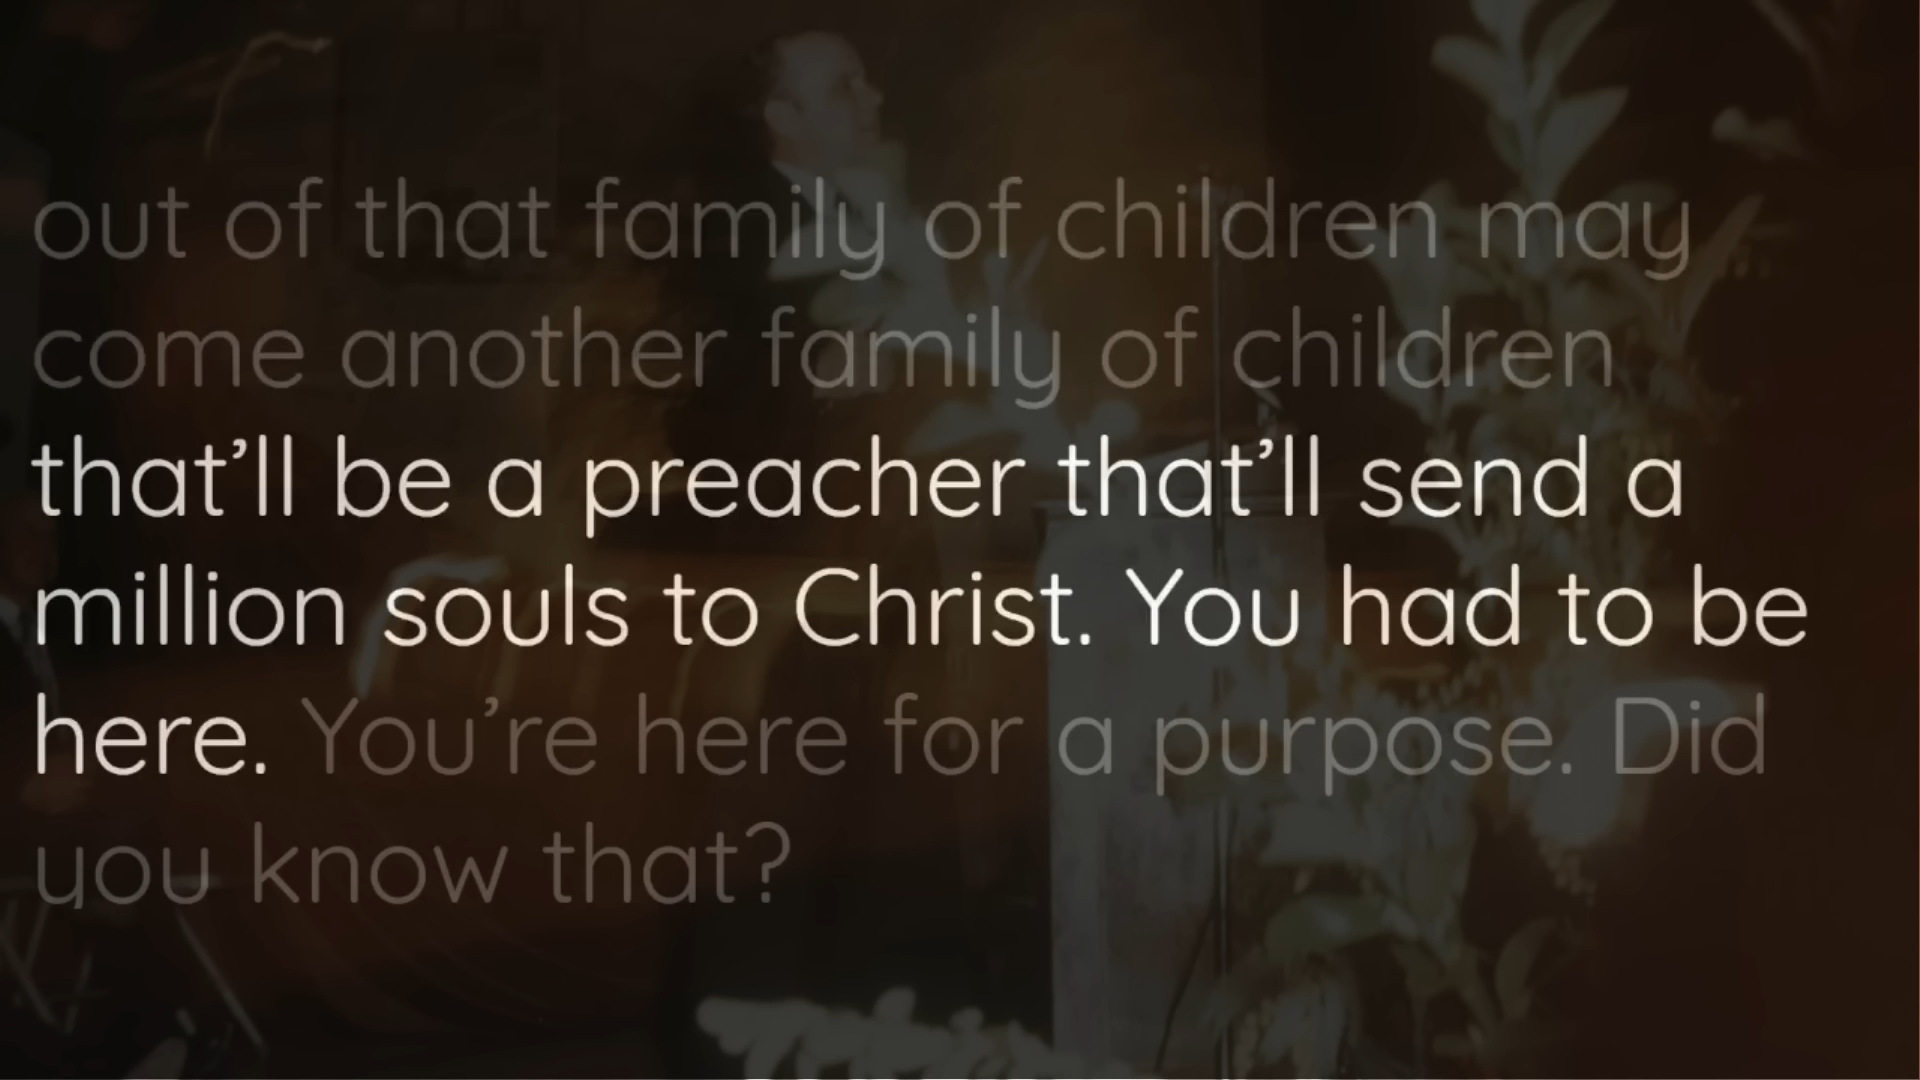 out of that family of children may
come another family of children
that’ll be a preacher that’ll send a
million souls to Christ. You had to be
here. You’re here for a purpose. Did
you know that?